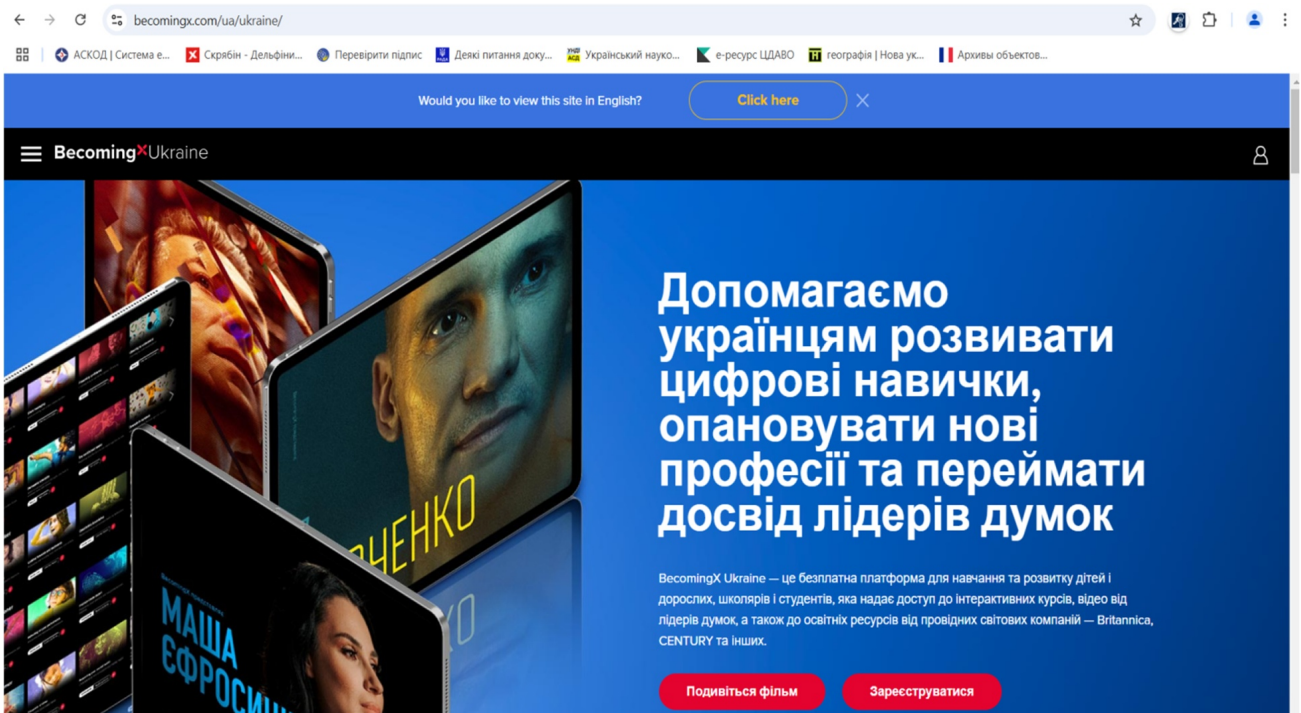 becomingx.com/ua/ukraine/
АСКОД | Система е...
Скрябін - Дельфіни...
Перевірити підпис
Деякі питання доку...
Український науко...
е-ресурс ЦДАВО
географія | Нова ук...
Архивы объектов...
Would you like to view this site in English?
Click here
BecomingXUkraine
ЧЕНКО
МАША
ЄФРОСИНІ
Допомагаємо
українцям розвивати
цифрові навички,
опановувати нові
професії та переймати
досвід лідерів думок
BecomingX Ukraine — це безплатна платформа для навчання та розвитку дітей і
дорослих, школярів і студентів, яка надає доступ до інтерактивних курсів, відео від
лідерів думок, а також до освітніх ресурсів від провідних світових компаній — Britannica,
CENTURY та інших.
Подивіться фільм
Зареєструватися